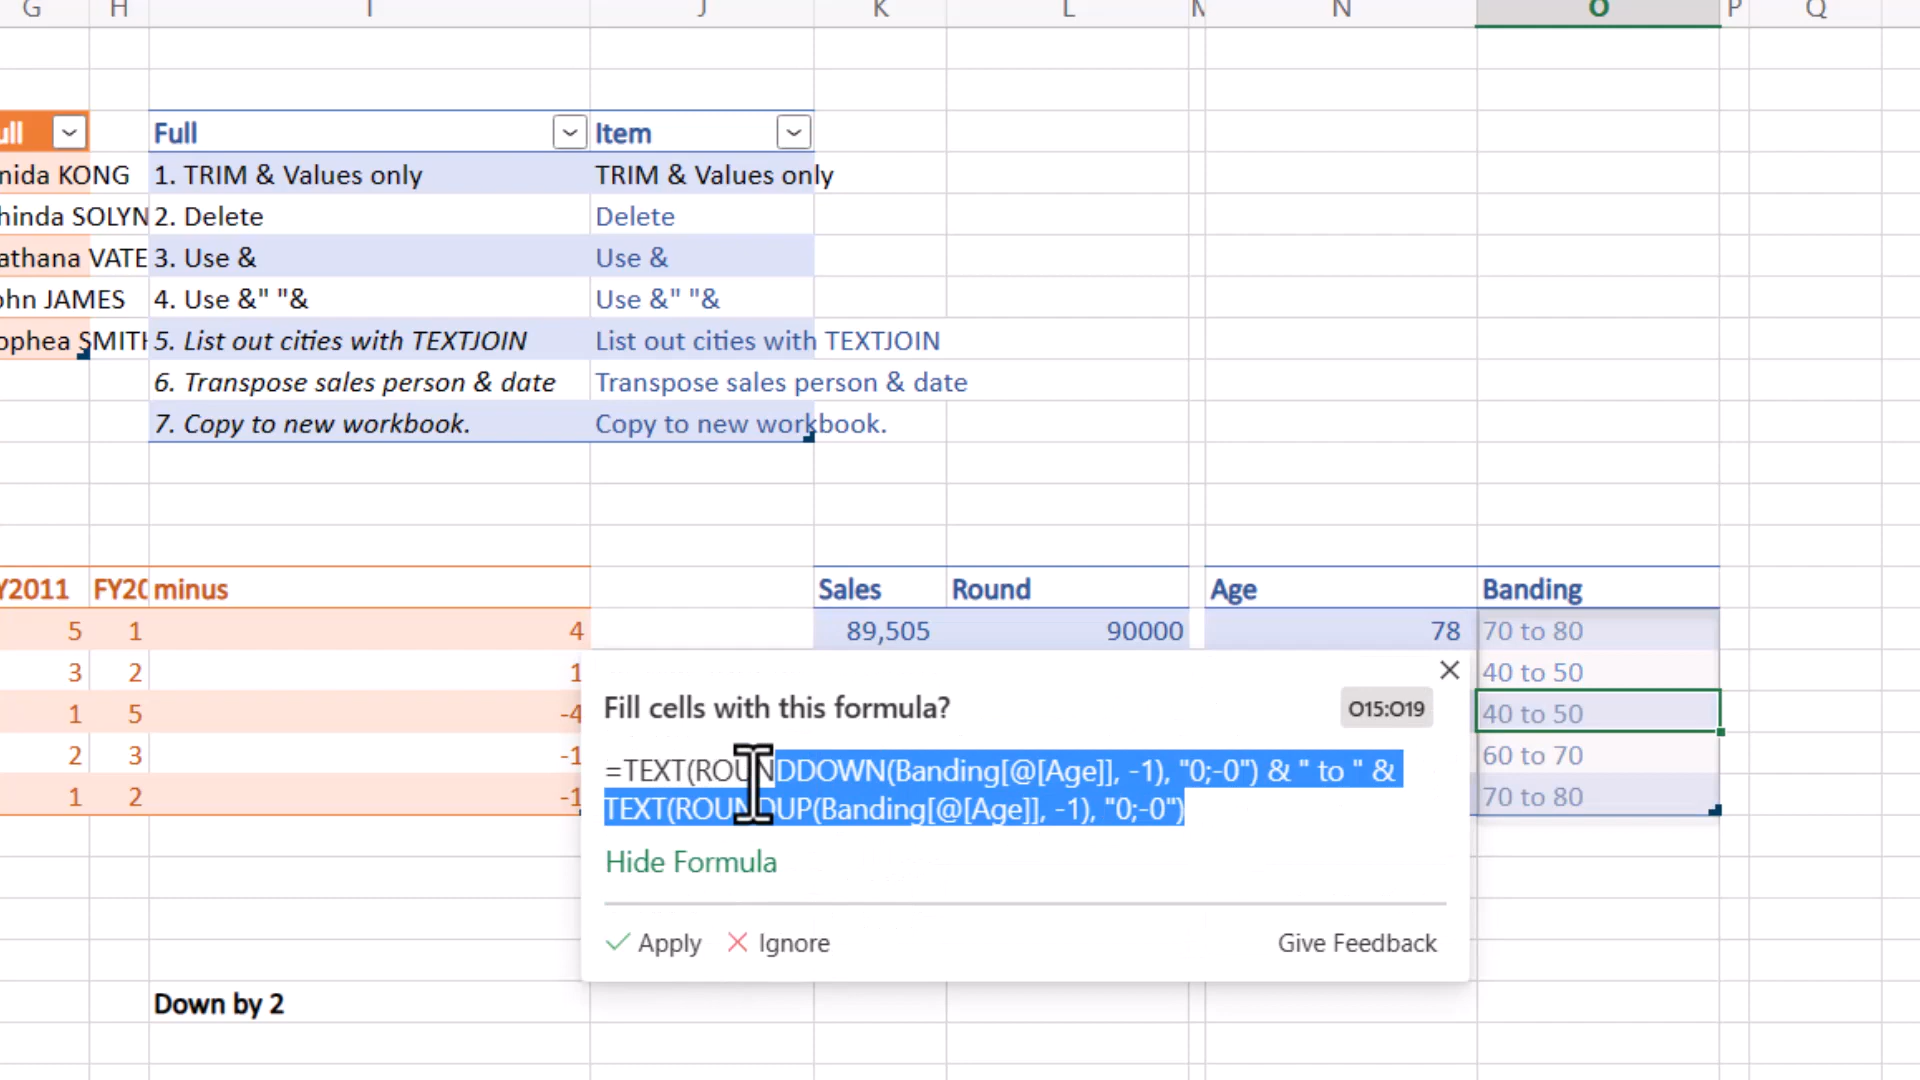 G H I J K L M N O P Q
ull Full Item
nida KONG 1. TRIM & Values only TRIM & Values only
hinda SOLYN 2. Delete Delete
athana VATE 3. Use & Use &
ohn JAMES 4. Use &" "& Use &" "&
ophea SMITH 5. List out cities with TEXTJOIN List out cities with TEXTJOIN
6. Transpose sales person & date Transpose sales person & date
7. Copy to new workbook. Copy to new workbook.
Y2011 FY20 minus Sales Round Age Banding
5 1 4 89,505 90000 78 70 to 80
3 2 1 40 to 50
1 5 -4 40 to 50
2 3 -1 60 to 70
1 2 -1 70 to 80
Fill cells with this formula? O15:O19
=TEXT(ROUNDDOWN(Banding[@[Age]], -1), "0;-0") & " to " &
TEXT(ROUNDUP(Banding[@[Age]], -1), "0;-0")
Hide Formula
Apply Ignore Give Feedback
Down by 2